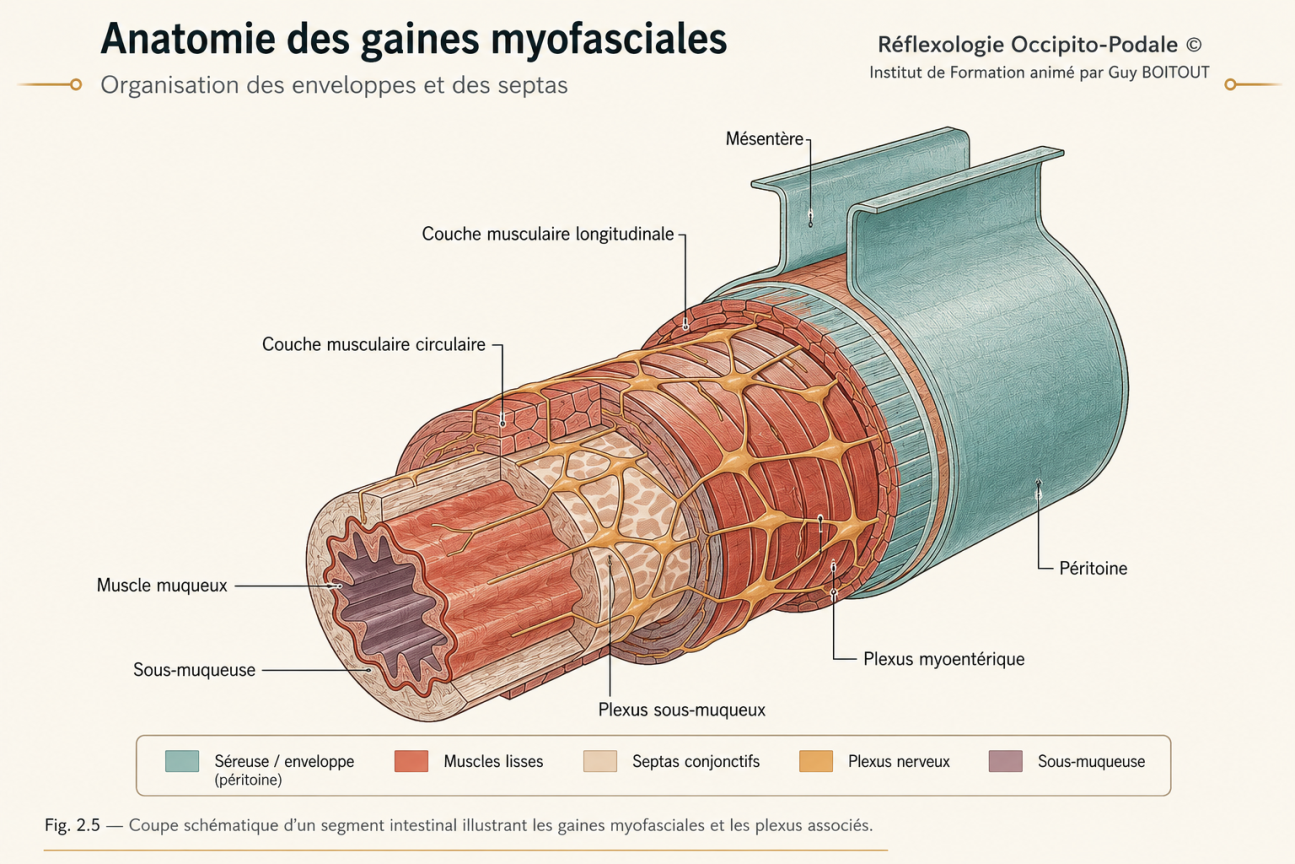 Anatomie des gaines myofasciales
Organisation des enveloppes et des septas
Réflexologie Occipito-Podale ©
Institut de Formation animé par Guy BOITOUT
Mésentère
Couche musculaire longitudinale
Couche musculaire circulaire
Muscle muqueux
Péritoine
Plexus myoentérique
Sous-muqueuse
Plexus sous-muqueux
Séreuse / enveloppe
(péritoine)
Muscles lisses
Septas conjonctifs
Plexus nerveux
Sous-muqueuse
Fig. 2.5 — Coupe schématique d'un segment intestinal illustrant les gaines myofasciales et les plexus associés.